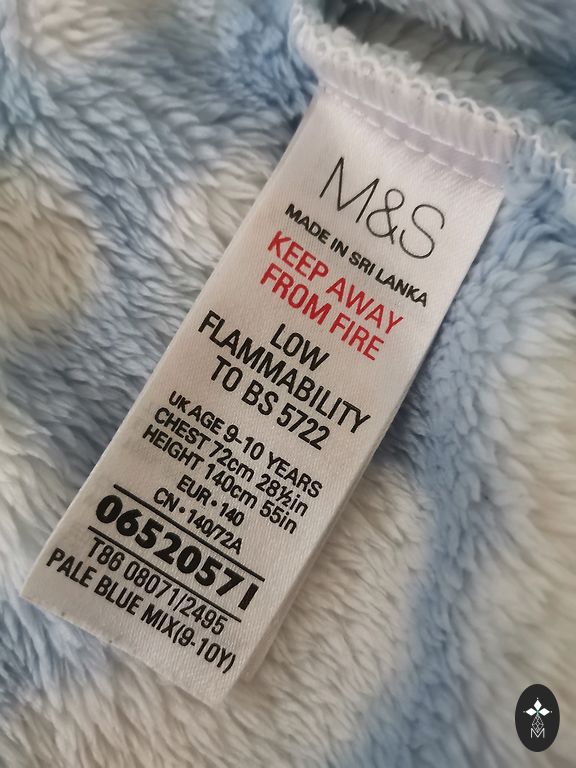 M&S
MADE IN SRI LANKA
KEEP AWAY
FROM FIRE
LOW
FLAMMABILITY
TO BS 5722
UK AGE 9-10 YEARS
CHEST 72cm 28½in
HEIGHT 140cm 55in
EUR • 140
CN • 140/72A
06520571
T86 08071/2495
PALE BLUE MIX(9-10Y)
M